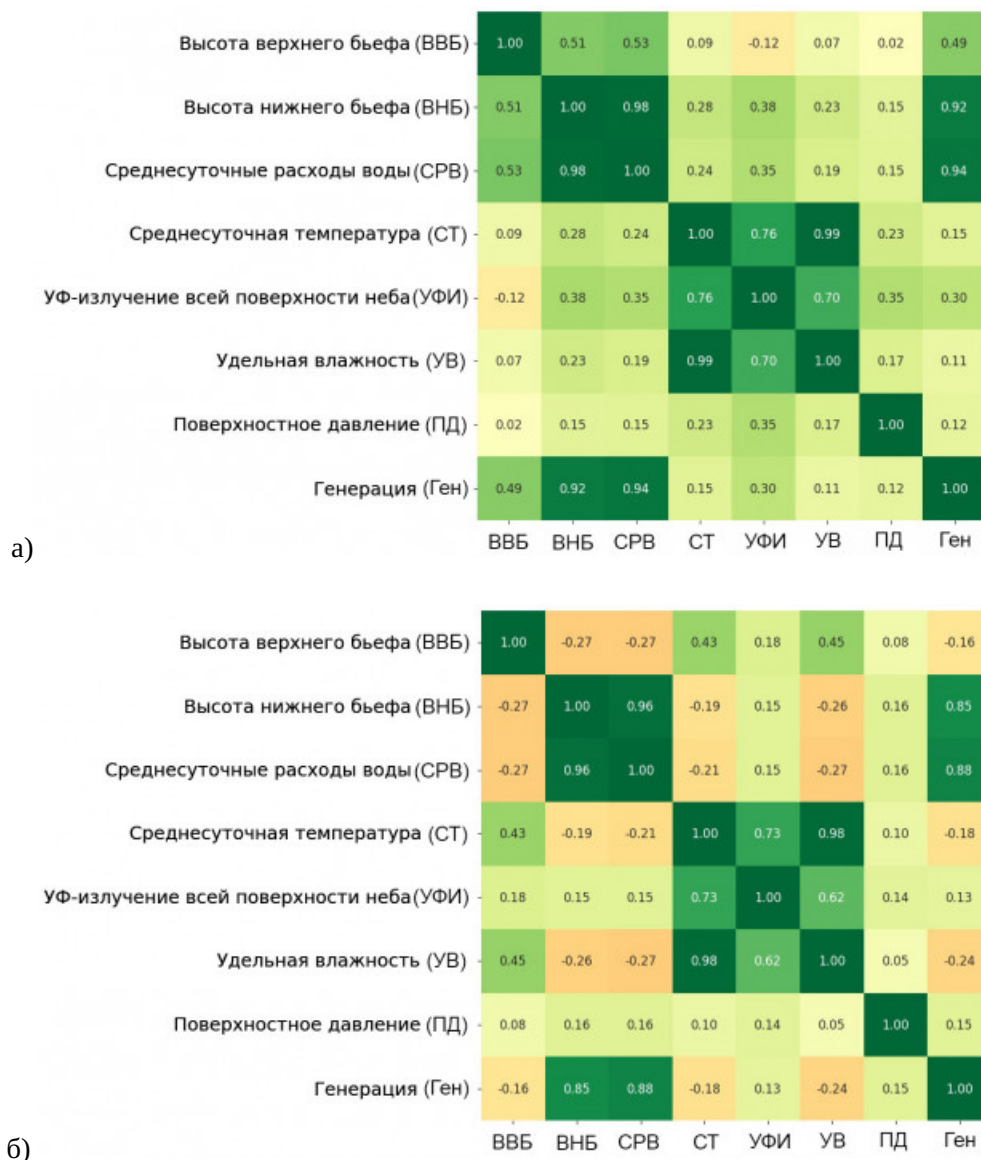 Высота верхнего бьефа (ВВБ) 1.00 0.51 0.53 0.09 -0.12 0.07 0.02 0.49
Высота нижнего бьефа (ВНБ) 0.51 1.00 0.98 0.28 0.38 0.23 0.15 0.92
Среднесуточные расходы воды (СРВ) 0.53 0.98 1.00 0.24 0.35 0.19 0.15 0.94
Среднесуточная температура (СТ) 0.09 0.28 0.24 1.00 0.76 0.99 0.23 0.15
УФ-излучение всей поверхности неба (УФИ) -0.12 0.38 0.35 0.76 1.00 0.70 0.35 0.30
Удельная влажность (УВ) 0.07 0.23 0.19 0.99 0.70 1.00 0.17 0.11
Поверхностное давление (ПД) 0.02 0.15 0.15 0.23 0.35 0.17 1.00 0.12
Генерация (Ген) 0.49 0.92 0.94 0.15 0.30 0.11 0.12 1.00
ВВБ ВНБ СРВ СТ УФИ УВ ПД Ген
а)
Высота верхнего бьефа (ВВБ) 1.00 -0.27 -0.27 0.43 0.18 0.45 0.08 -0.16
Высота нижнего бьефа (ВНБ) -0.27 1.00 0.96 -0.19 0.15 -0.26 0.16 0.85
Среднесуточные расходы воды (СРВ) -0.27 0.96 1.00 -0.21 0.15 -0.27 0.16 0.88
Среднесуточная температура (СТ) 0.43 -0.19 -0.21 1.00 0.73 0.98 0.10 -0.18
УФ-излучение всей поверхности неба (УФИ) 0.18 0.15 0.15 0.73 1.00 0.62 0.14 0.13
Удельная влажность (УВ) 0.45 -0.26 -0.27 0.98 0.62 1.00 0.05 -0.24
Поверхностное давление (ПД) 0.08 0.16 0.16 0.10 0.14 0.05 1.00 0.15
Генерация (Ген) -0.16 0.85 0.88 -0.18 0.13 -0.24 0.15 1.00
ВВБ ВНБ СРВ СТ УФИ УВ ПД Ген
б)